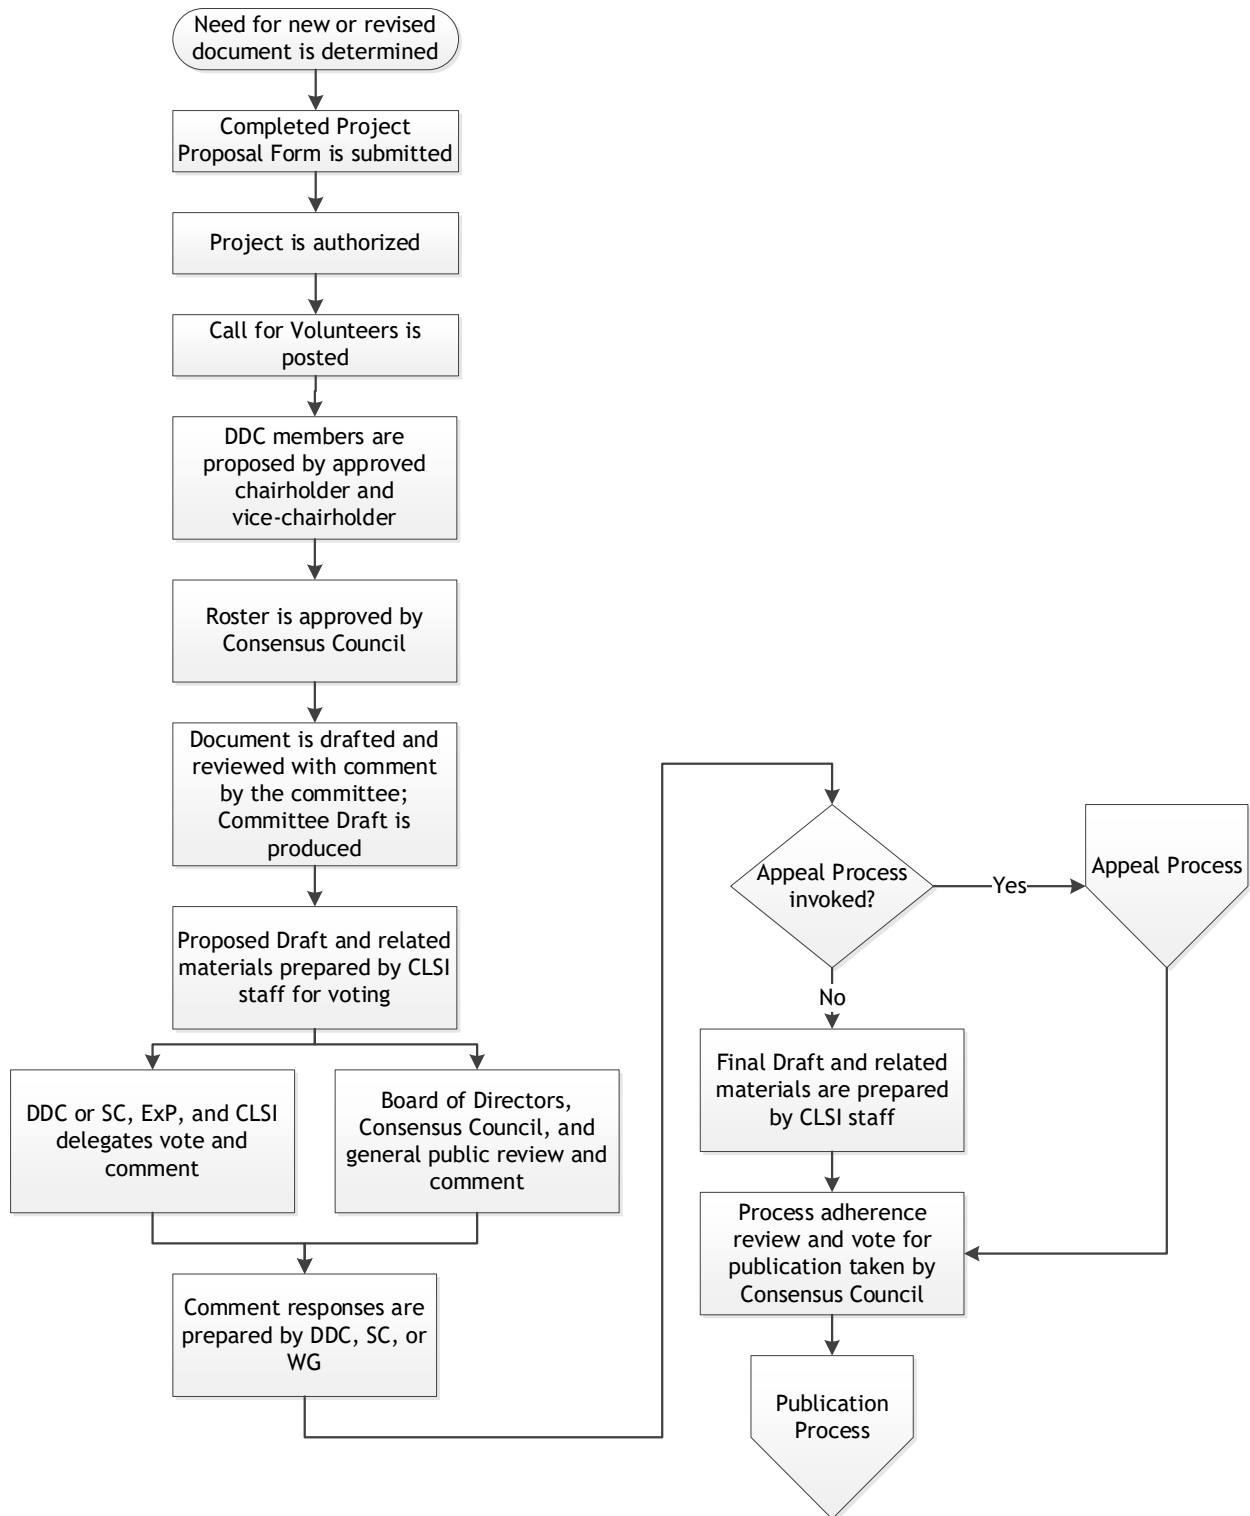 Need for new or revised
document is determined
Completed Project
Proposal Form is submitted
Project is authorized
Call for Volunteers is
posted
DDC members are
proposed by approved
chairholder and
vice-chairholder
Roster is approved by
Consensus Council
Document is drafted and
reviewed with comment
by the committee;
Committee Draft is
produced
Proposed Draft and related
materials prepared by CLSI
staff for voting
DDC or SC, ExP, and CLSI
delegates vote and
comment
Board of Directors,
Consensus Council, and
general public review and
comment
Comment responses are
prepared by DDC, SC, or
WG
Appeal Process
invoked?
Yes
Appeal Process
No
Final Draft and related
materials are prepared
by CLSI staff
Process adherence
review and vote for
publication taken by
Consensus Council
Publication
Process